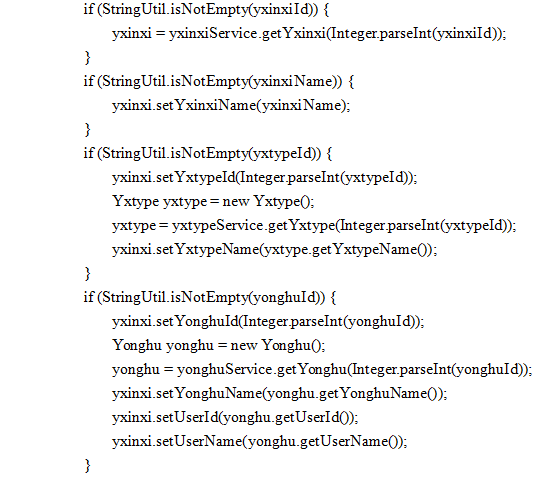 if (StringUtil.isNotEmpty(yxinxiId)) {
yxinxi = yxinxiService.getYxinxi(Integer.parseInt(yxinxiId));
}
if (StringUtil.isNotEmpty(yxinxiName)) {
yxinxi.setYxinxiName(yxinxiName);
}
if (StringUtil.isNotEmpty(yxtypeId)) {
yxinxi.setYxtypeId(Integer.parseInt(yxtypeId));
Yxtype yxtype = new Yxtype();
yxtype = yxtypeService.getYxtype(Integer.parseInt(yxtypeId));
yxinxi.setYxtypeName(yxtype.getYxtypeName());
}
if (StringUtil.isNotEmpty(yonghuId)) {
yxinxi.setYonghuId(Integer.parseInt(yonghuId));
Yonghu yonghu = new Yonghu();
yonghu = yonghuService.getYonghu(Integer.parseInt(yonghuId));
yxinxi.setYonghuName(yonghu.getYonghuName());
yxinxi.setUserId(yonghu.getUserId());
yxinxi.setUserName(yonghu.getUserName());
}